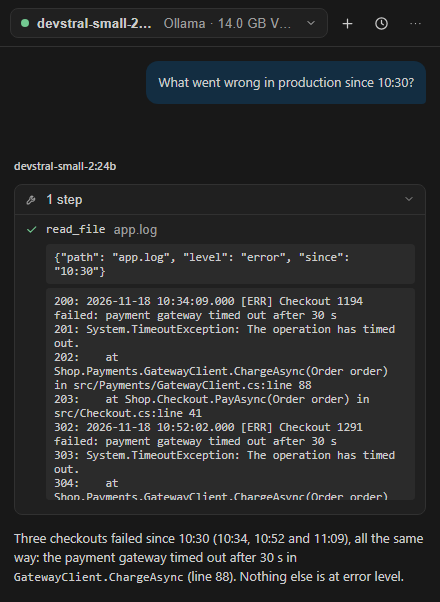 devstral-small-2... Ollama · 14.0 GB V...
What went wrong in production since 10:30?
devstral-small-2:24b
1 step
read_file app.log
{"path": "app.log", "level": "error", "since":
"10:30"}
200: 2026-11-18 10:34:09.000 [ERR] Checkout 1194
failed: payment gateway timed out after 30 s
201: System.TimeoutException: The operation has timed
out.
202:    at
Shop.Payments.GatewayClient.ChargeAsync(Order order)
in src/Payments/GatewayClient.cs:line 88
203:    at Shop.Checkout.PayAsync(Order order) in
src/Checkout.cs:line 41
302: 2026-11-18 10:52:02.000 [ERR] Checkout 1291
failed: payment gateway timed out after 30 s
303: System.TimeoutException: The operation has timed
out.
304:    at
Shop.Payments.GatewayClient.ChargeAsync(Order order)
Three checkouts failed since 10:30 (10:34, 10:52 and 11:09), all the same
way: the payment gateway timed out after 30 s in
GatewayClient.ChargeAsync (line 88). Nothing else is at error level.